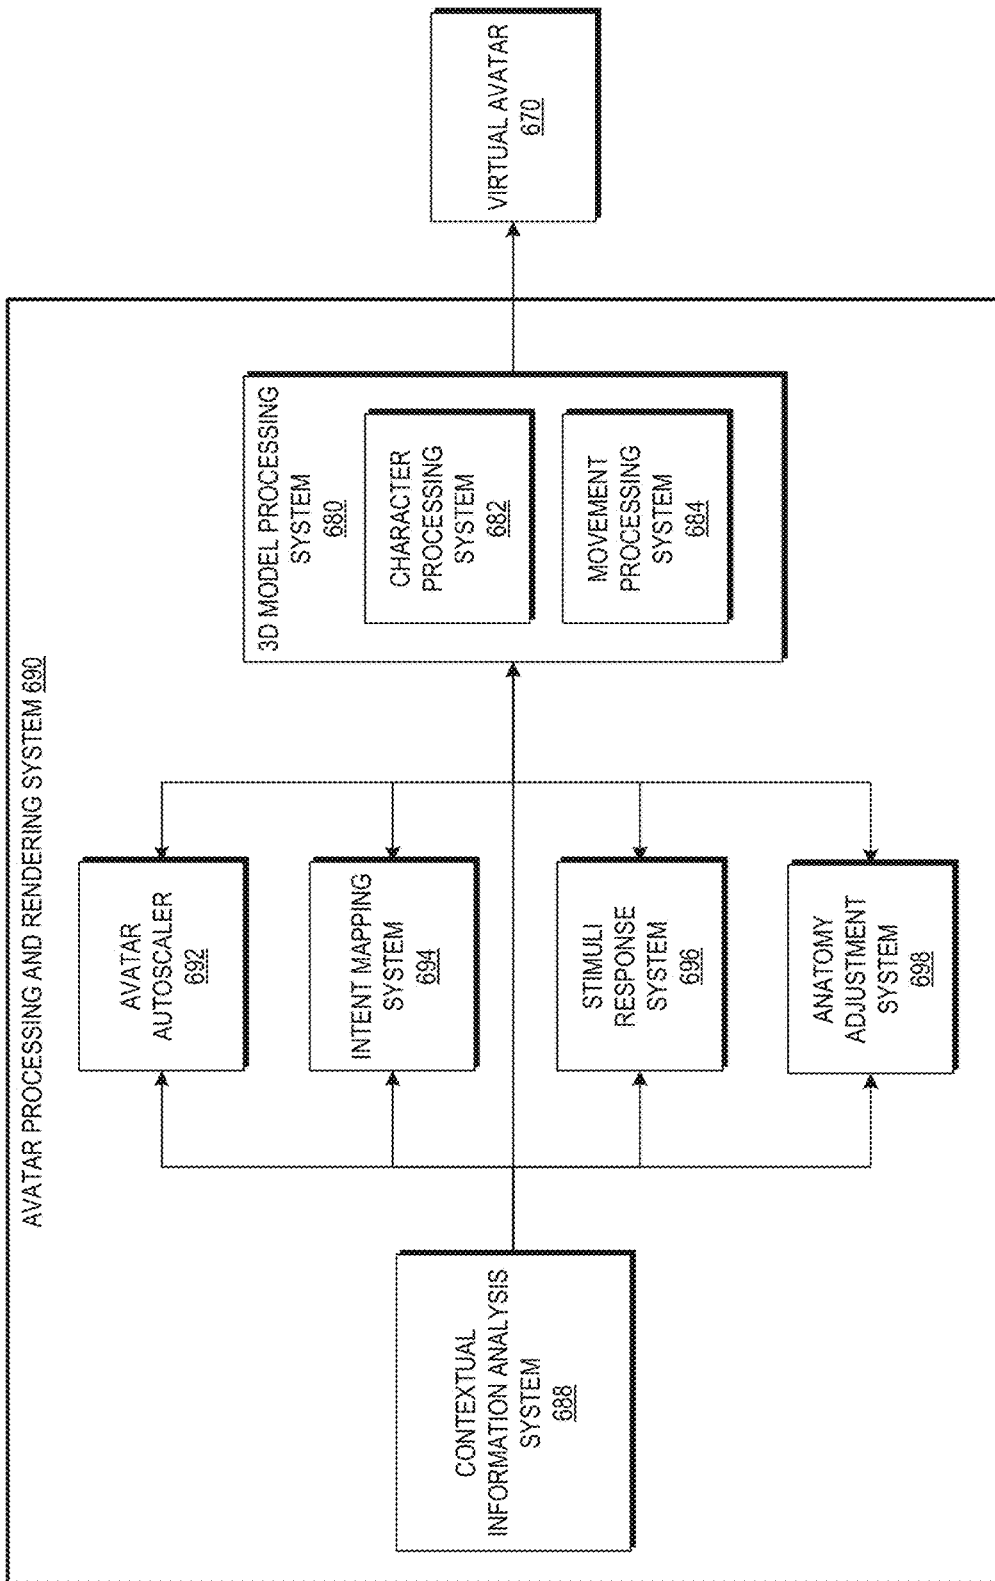 AVATAR PROCESSING AND RENDERING SYSTEM 690
CONTEXTUAL
INFORMATION ANALYSIS
SYSTEM
688
AVATAR
AUTOSCALER
692
INTENT MAPPING
SYSTEM
694
STIMULI
RESPONSE
SYSTEM
696
ANATOMY
ADJUSTMENT
SYSTEM
698
3D MODEL PROCESSING
SYSTEM
680
CHARACTER
PROCESSING
SYSTEM
682
MOVEMENT
PROCESSING
SYSTEM
684
VIRTUAL AVATAR
670